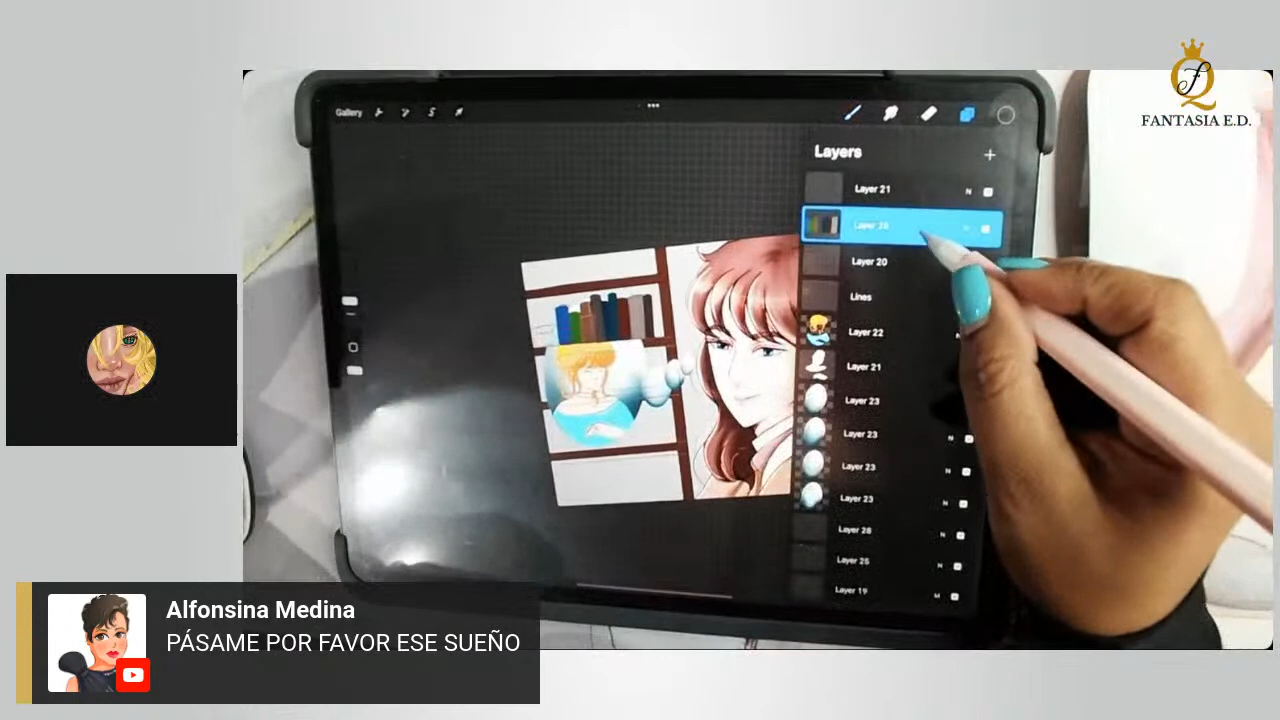 FANTASIA E.D.
Gallery
Layers
Layer 21
Layer 20
Lines
Layer 22
Layer 21
Layer 23
Layer 23
Layer 23
Layer 23
Layer 28
Layer 25
Layer 19
Alfonsina Medina
PÁSAME POR FAVOR ESE SUEÑO